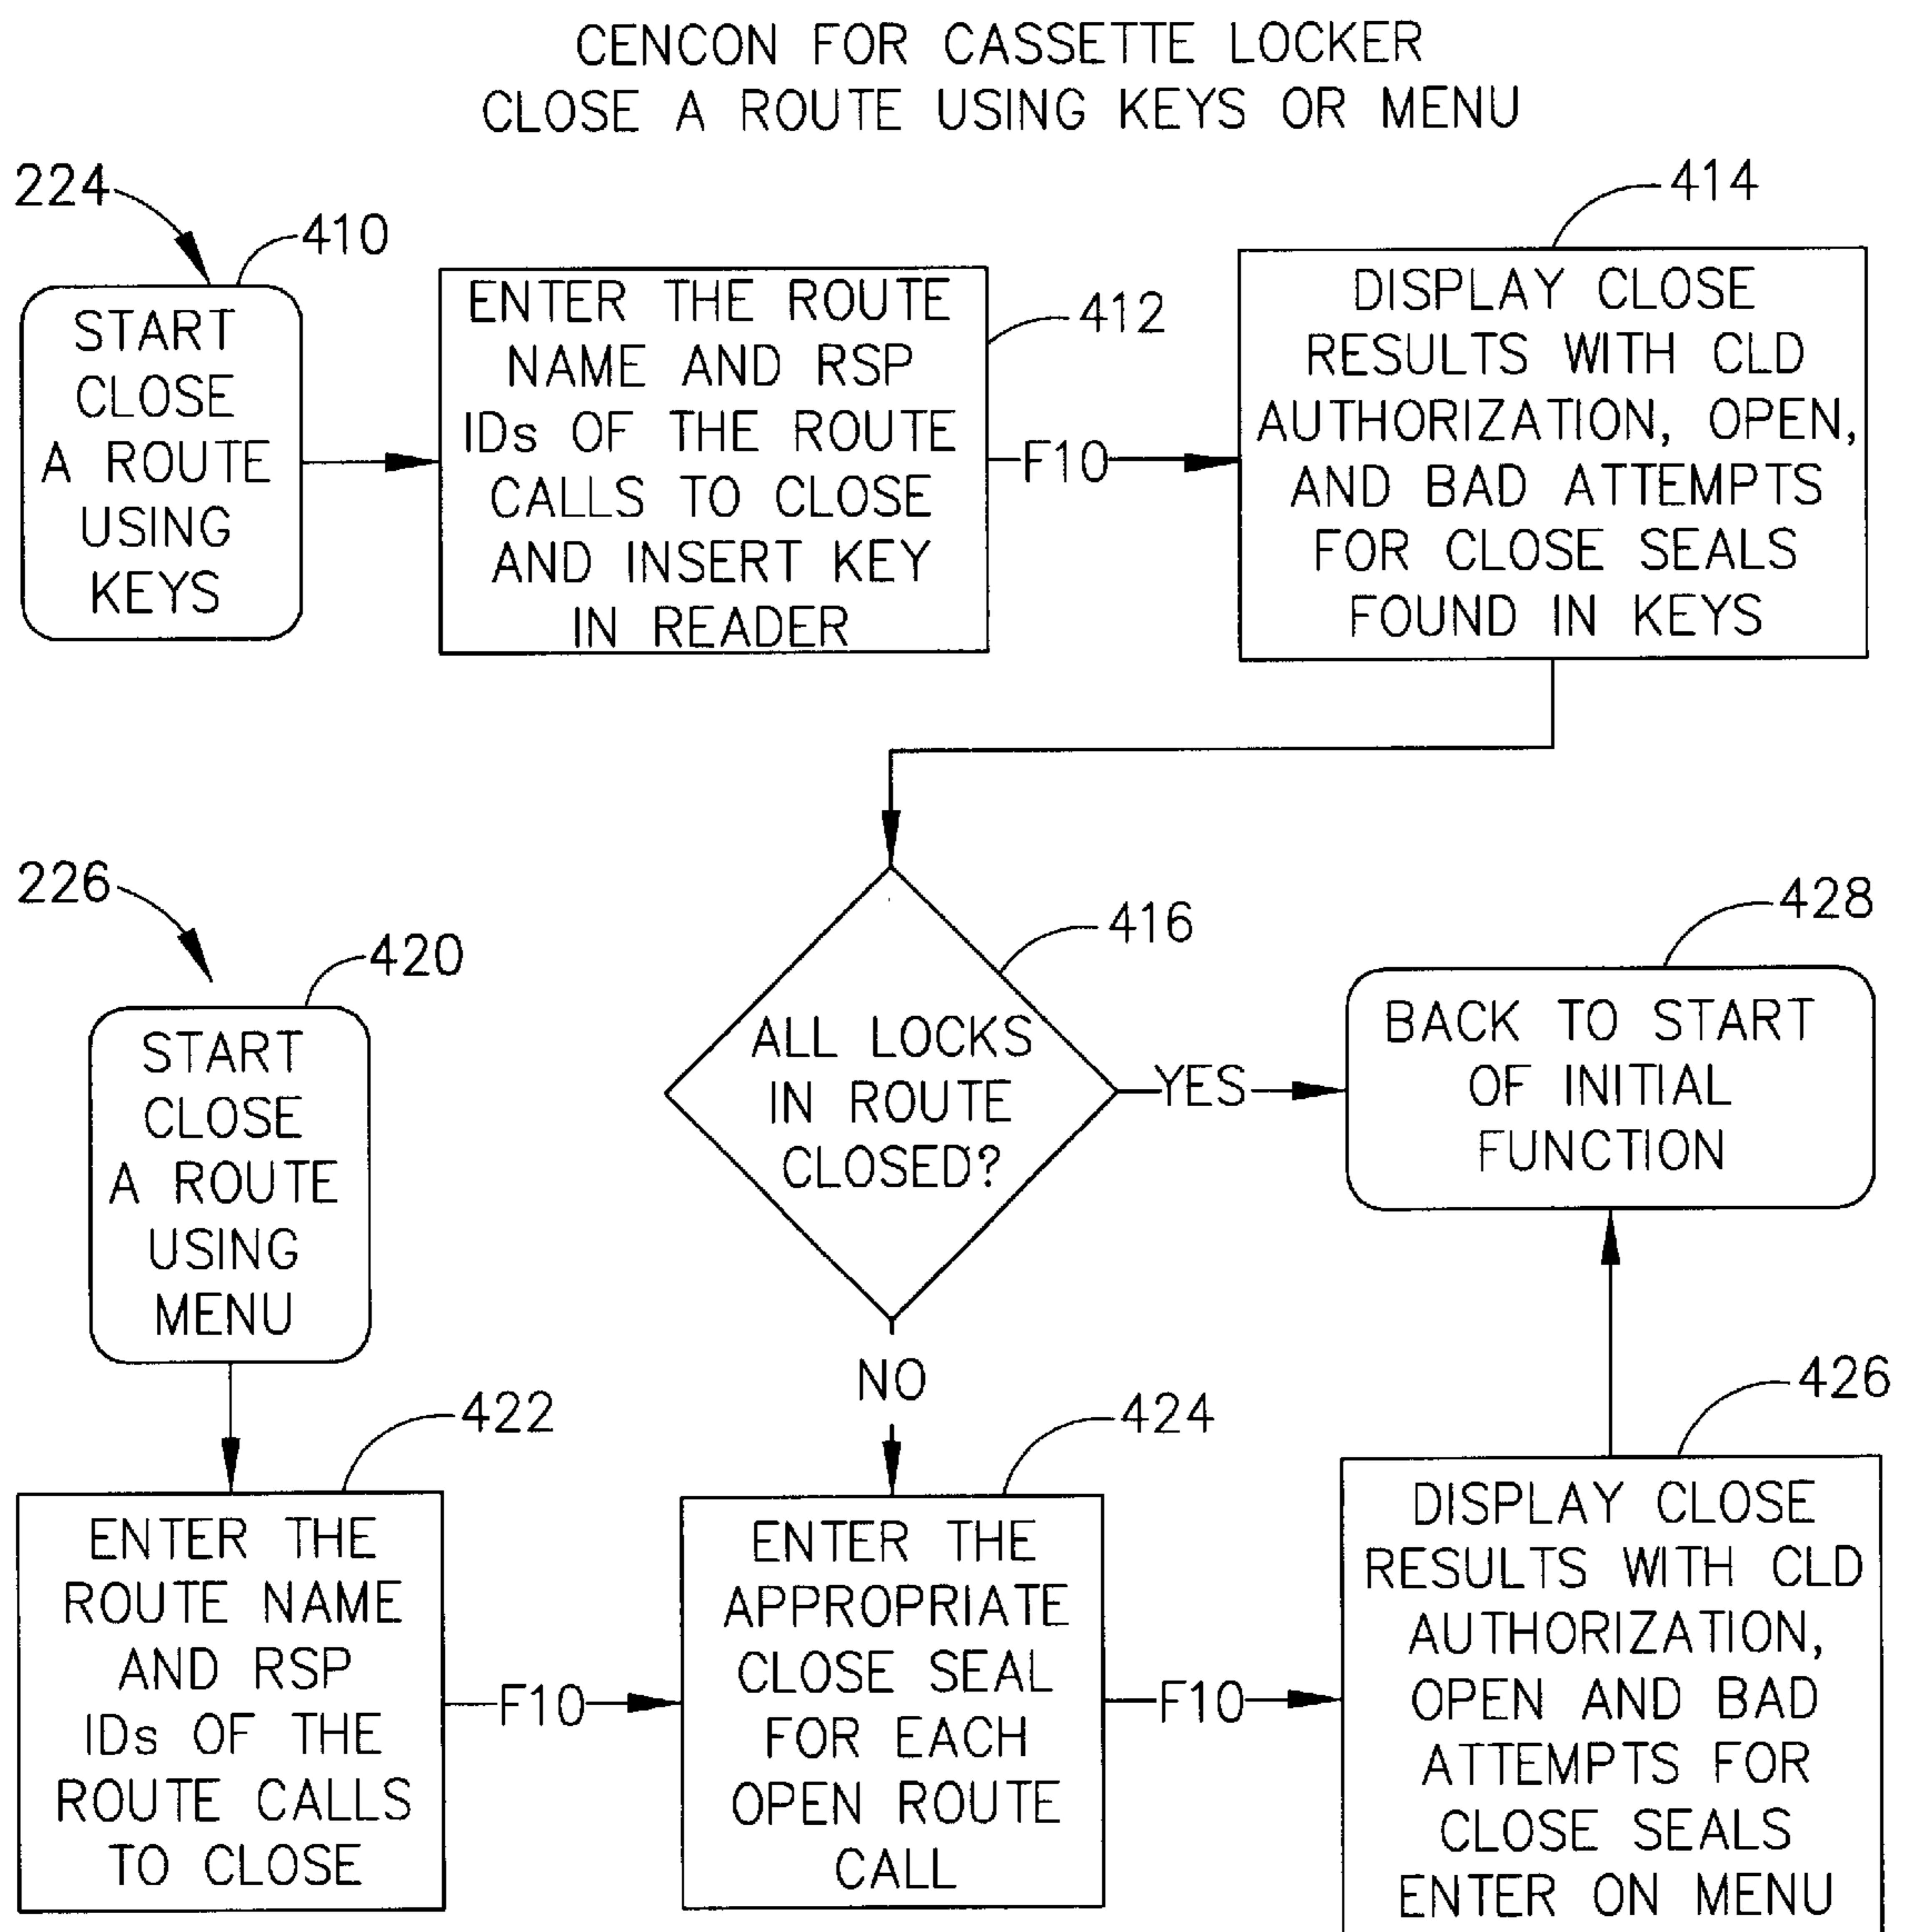 CENCON FOR CASSETTE LOCKER
CLOSE A ROUTE USING KEYS OR MENU
224
410
START
CLOSE
A ROUTE
USING
KEYS
412
ENTER THE ROUTE
NAME AND RSP
IDs OF THE ROUTE
CALLS TO CLOSE
AND INSERT KEY
IN READER
F10
414
DISPLAY CLOSE
RESULTS WITH CLD
AUTHORIZATION, OPEN,
AND BAD ATTEMPTS
FOR CLOSE SEALS
FOUND IN KEYS
416
ALL LOCKS
IN ROUTE
CLOSED?
YES
428
BACK TO START
OF INITIAL
FUNCTION
226
420
START
CLOSE
A ROUTE
USING
MENU
NO
422
ENTER THE
ROUTE NAME
AND RSP
IDs OF THE
ROUTE CALLS
TO CLOSE
F10
424
ENTER THE
APPROPRIATE
CLOSE SEAL
FOR EACH
OPEN ROUTE
CALL
F10
426
DISPLAY CLOSE
RESULTS WITH CLD
AUTHORIZATION,
OPEN AND BAD
ATTEMPTS FOR
CLOSE SEALS
ENTER ON MENU